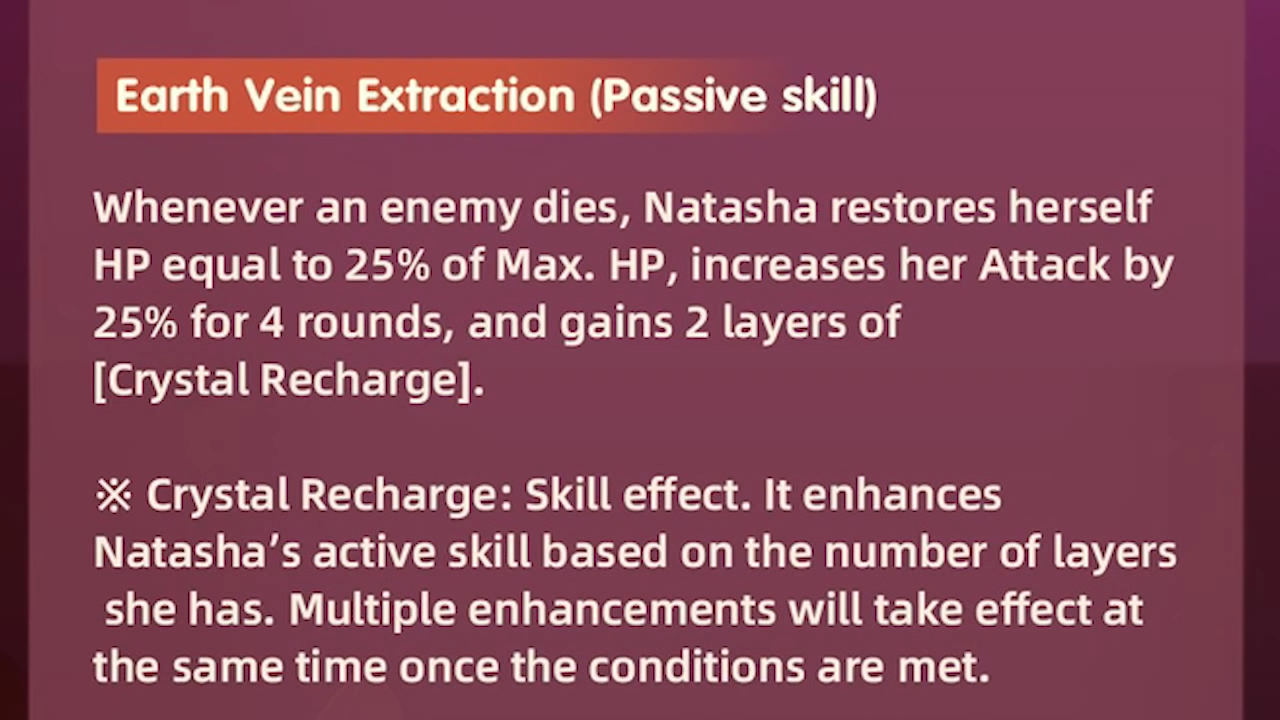 Earth Vein Extraction (Passive skill)
Whenever an enemy dies, Natasha restores herself
HP equal to 25% of Max. HP, increases her Attack by
25% for 4 rounds, and gains 2 layers of
[Crystal Recharge].
※ Crystal Recharge: Skill effect. It enhances
Natasha’s active skill based on the number of layers
she has. Multiple enhancements will take effect at
the same time once the conditions are met.